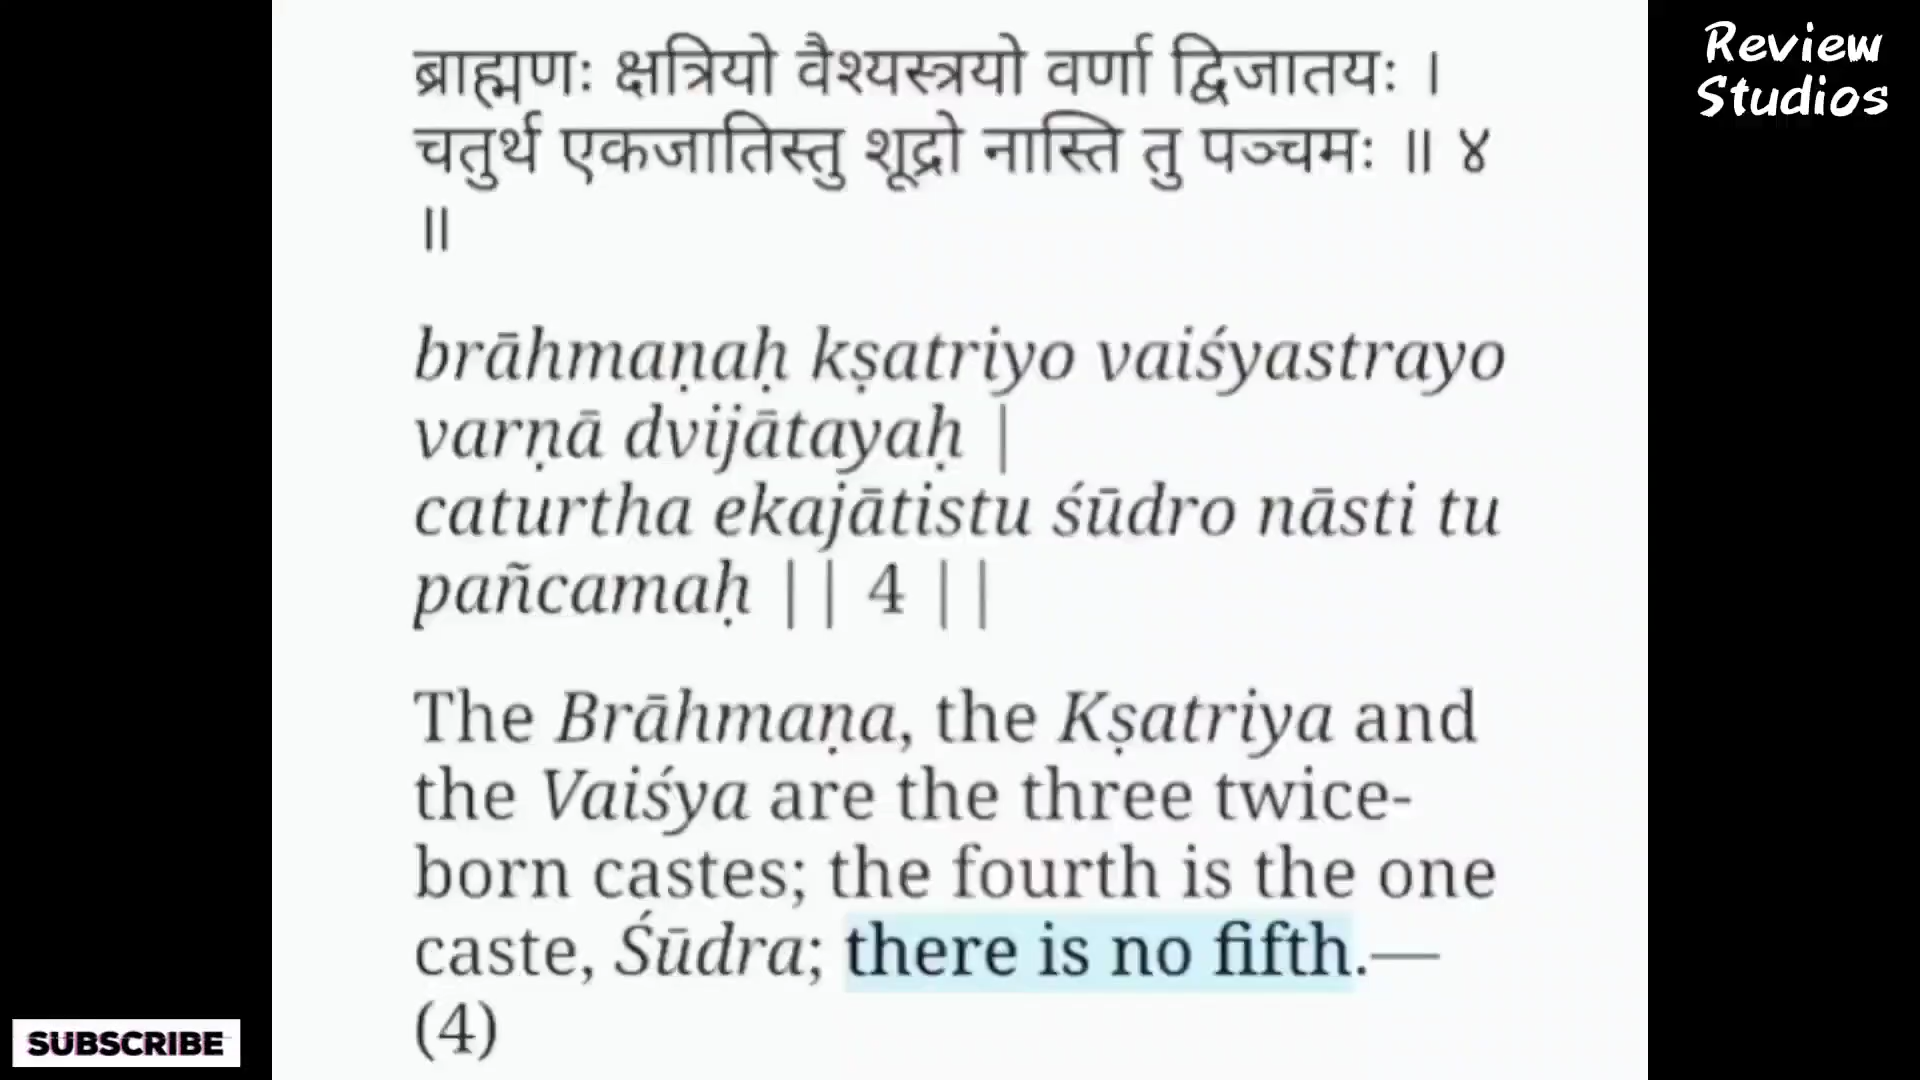 ब्राह्मणः क्षत्रियो वैश्यस्त्रयो वर्णा द्विजातयः ।
चतुर्थ एकजातिस्तु शूद्रो नास्ति तु पञ्चमः ॥ ४
॥
brāhmaṇaḥ kṣatriyo vaiśyastrayo
varṇā dvijātayaḥ |
caturtha ekajātistu śūdro nāsti tu
pañcamaḥ || 4 ||
The Brāhmaṇa, the Kṣatriya and
the Vaiśya are the three twice-
born castes; the fourth is the one
caste, Śūdra; there is no fifth.—
(4)
Review
Studios
SUBSCRIBE